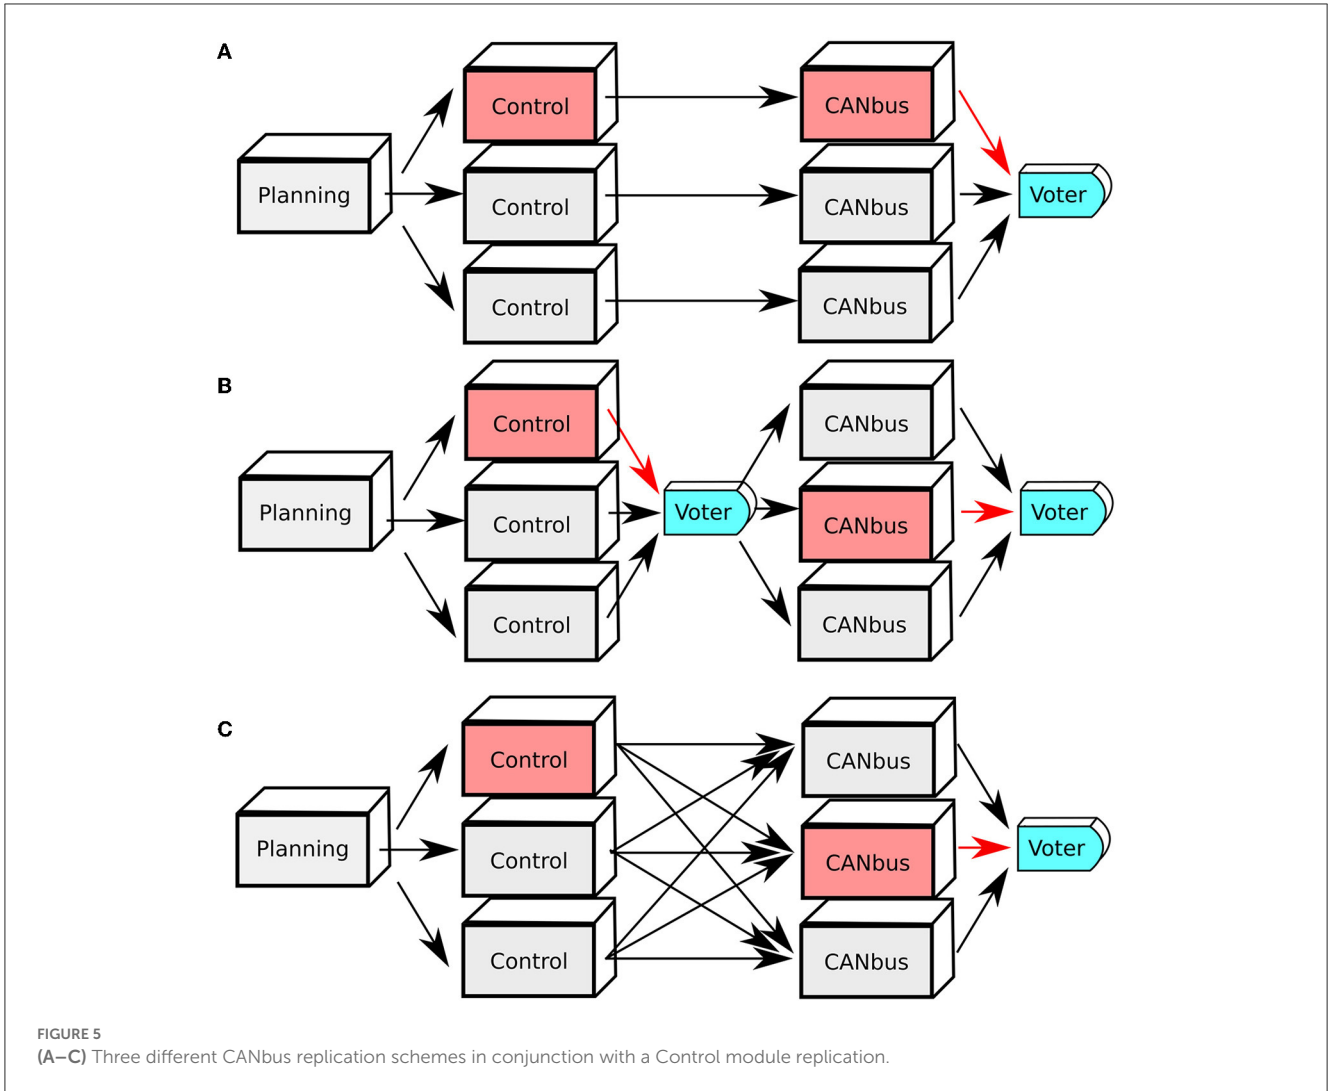 A
Control
CANbus
Planning
Control
CANbus
Voter
Control
CANbus
B
Control
CANbus
Planning
Control
Voter
CANbus
Voter
Control
CANbus
C
Control
CANbus
Planning
Control
CANbus
Voter
Control
CANbus
FIGURE 5
(A–C) Three different CANbus replication schemes in conjunction with a Control module replication.